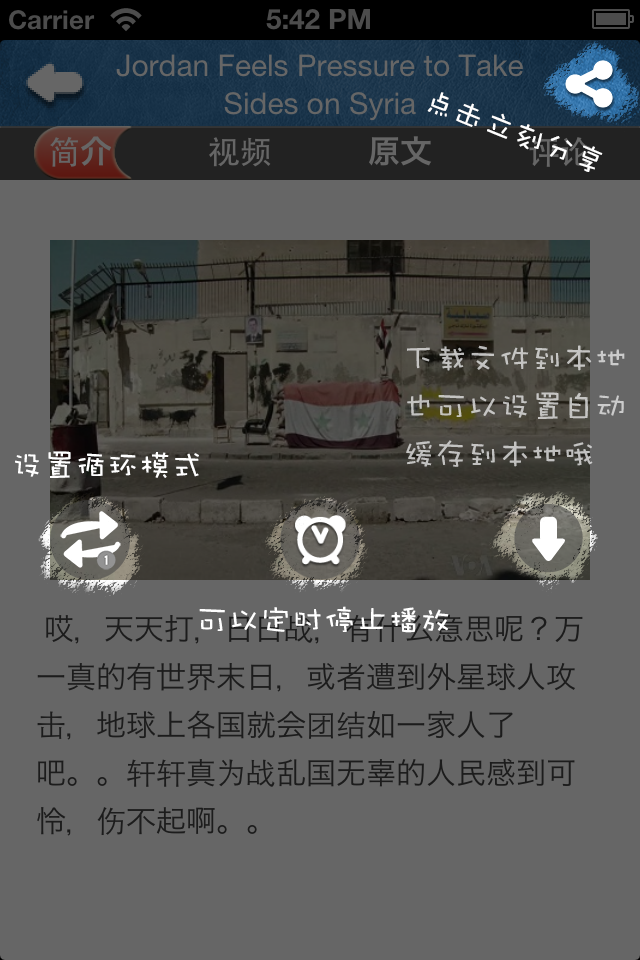 Carrier
5:42 PM
Jordan Feels Pressure to Take
Sides on Syria
点击立刻分享
简介
视频
原文
评论
下载文件到本地
也可以设置自动
缓存到本地哦
设置循环模式
1
可以定时停止播放
哎，天天打，日日战，有什么意思呢？万
一真的有世界末日，或者遭到外星球人攻
击，地球上各国就会团结如一家人了
吧。。轩轩真为战乱国无辜的人民感到可
怜，伤不起啊。。